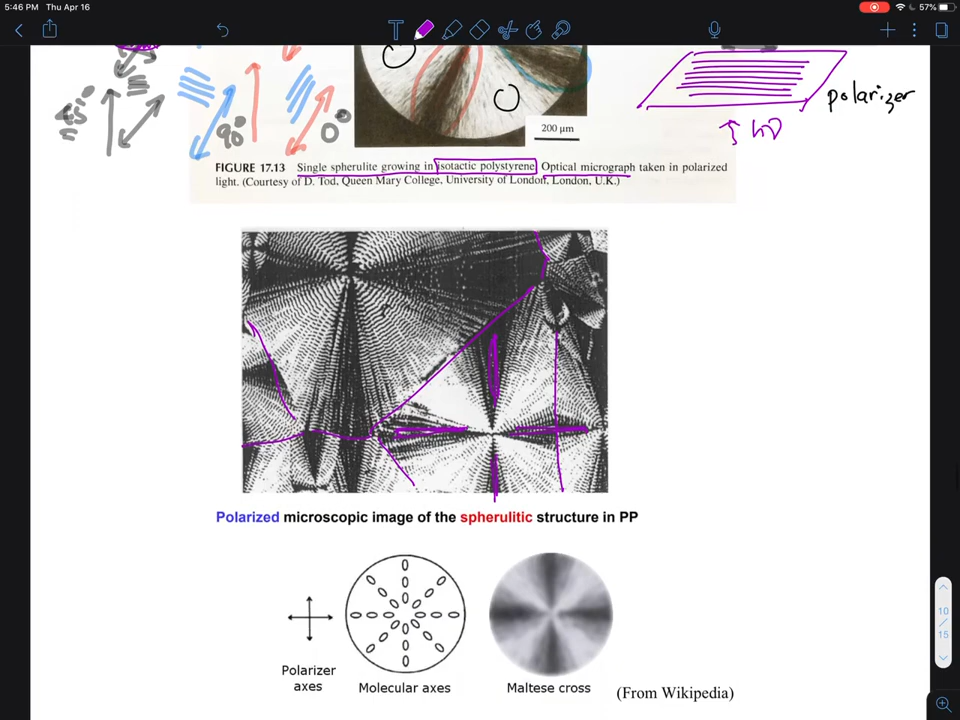 5:46 PM Thu Apr 16
57%
T
45°
90°
0°
200 μm
polarizer
hν
FIGURE 17.13 Single spherulite growing in isotactic polystyrene. Optical micrograph taken in polarized
light. (Courtesy of D. Tod, Queen Mary College, University of London, London, U.K.)
Polarized microscopic image of the spherulitic structure in PP
Polarizer
axes
Molecular axes
Maltese cross
(From Wikipedia)
10
/
15